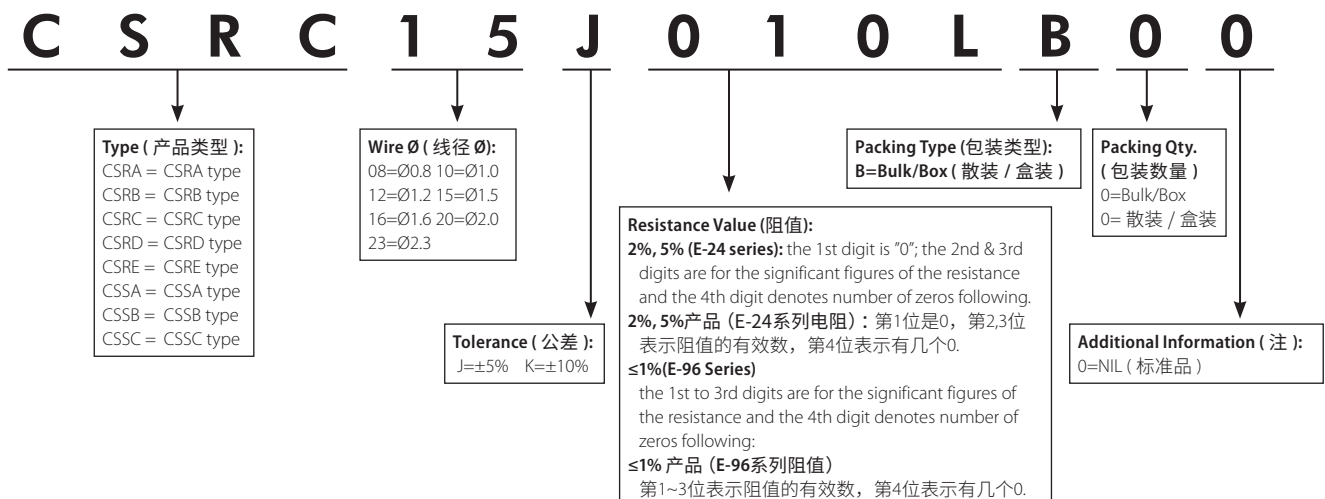 C S R C 1 5 J 0 1 0 L B 0 0
Type ( 产品类型 ):
CSRA = CSRA type
CSRB = CSRB type
CSRC = CSRC type
CSRD = CSRD type
CSRE = CSRE type
CSSA = CSSA type
CSSB = CSSB type
CSSC = CSSC type
Wire Ø ( 线径 Ø):
08=Ø0.8 10=Ø1.0
12=Ø1.2 15=Ø1.5
16=Ø1.6 20=Ø2.0
23=Ø2.3
Tolerance ( 公差 ):
J=±5% K=±10%
Resistance Value (阻值):
2%, 5% (E-24 series): the 1st digit is "0"; the 2nd & 3rd
digits are for the significant figures of the resistance
and the 4th digit denotes number of zeros following.
2%, 5%产品（E-24系列电阻）：第1位是0，第2,3位
表示阻值的有效数，第4位表示有几个0.
≤1%(E-96 Series)
the 1st to 3rd digits are for the significant figures of
the resistance and the 4th digit denotes number of
zeros following:
≤1% 产品（E-96系列阻值）
第1~3位表示阻值的有效数，第4位表示有几个0.
Packing Type (包装类型):
B=Bulk/Box ( 散装 / 盒装 )
Packing Qty.
( 包装数量 )
0=Bulk/Box
0= 散装 / 盒装
Additional Information ( 注 ):
0=NIL ( 标准品 )